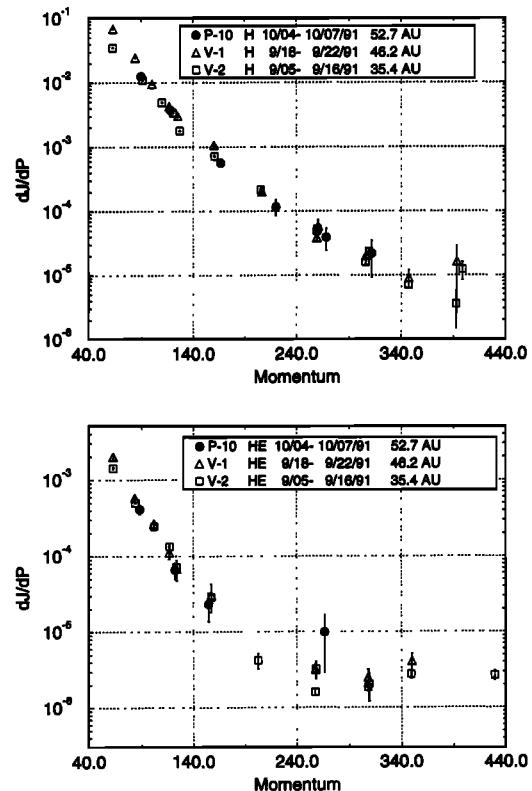 P-10 H 10/04- 10/07/91 52.7 AU
V-1 H 9/18- 9/22/91 46.2 AU
V-2 H 9/05- 9/16/91 35.4 AU
10-1
10-2
10-3
10-4
10-5
10-6
dJ/dP
40.0 140.0 240.0 340.0 440.0
Momentum
P-10 HE 10/04- 10/07/91 52.7 AU
V-1 HE 9/18- 9/22/91 46.2 AU
V-2 HE 9/05- 9/16/91 35.4 AU
10-3
10-4
10-5
10-6
dJ/dP
40.0 140.0 240.0 340.0 440.0
Momentum